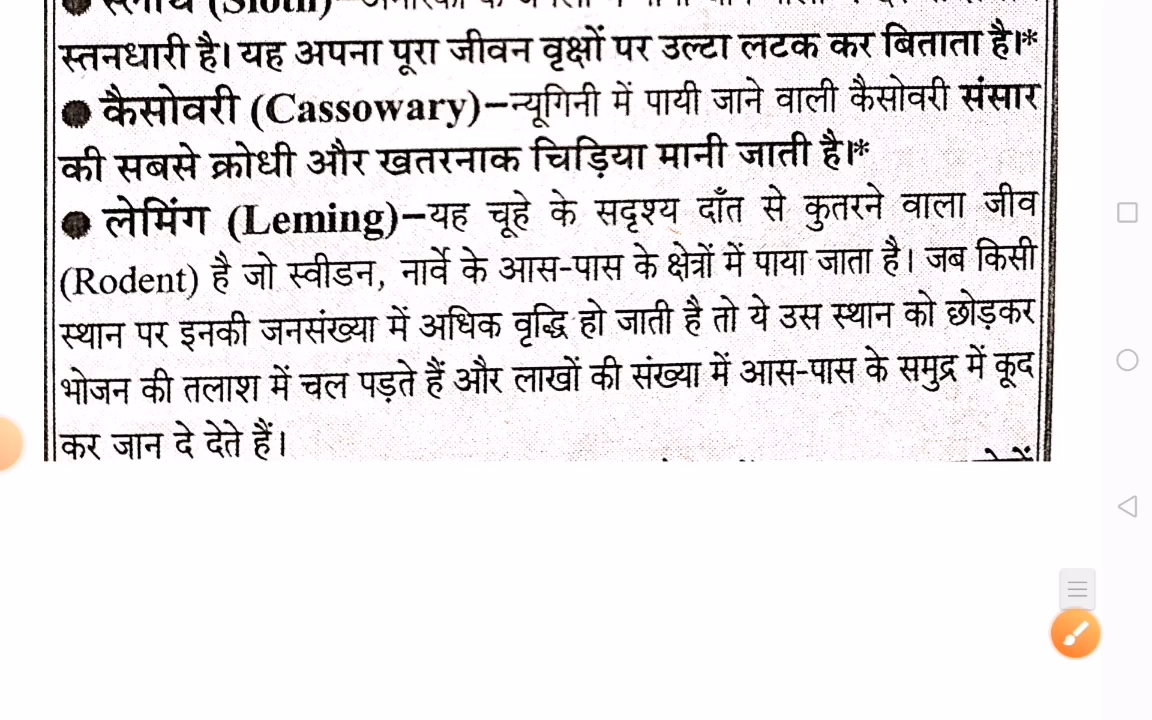 स्तनधारी है। यह अपना पूरा जीवन वृक्षों पर उल्टा लटक कर बिताता है।*
● कैसोवरी (Cassowary)–न्यूगिनी में पायी जाने वाली कैसोवरी संसार
की सबसे क्रोधी और खतरनाक चिड़िया मानी जाती है।*
● लेमिंग (Leming)–यह चूहे के सदृश्य दाँत से कुतरने वाला जीव
(Rodent) है जो स्वीडन, नार्वे के आस-पास के क्षेत्रों में पाया जाता है। जब किसी
स्थान पर इनकी जनसंख्या में अधिक वृद्धि हो जाती है तो ये उस स्थान को छोड़कर
भोजन की तलाश में चल पड़ते हैं और लाखों की संख्या में आस-पास के समुद्र में कूद
कर जान दे देते हैं।